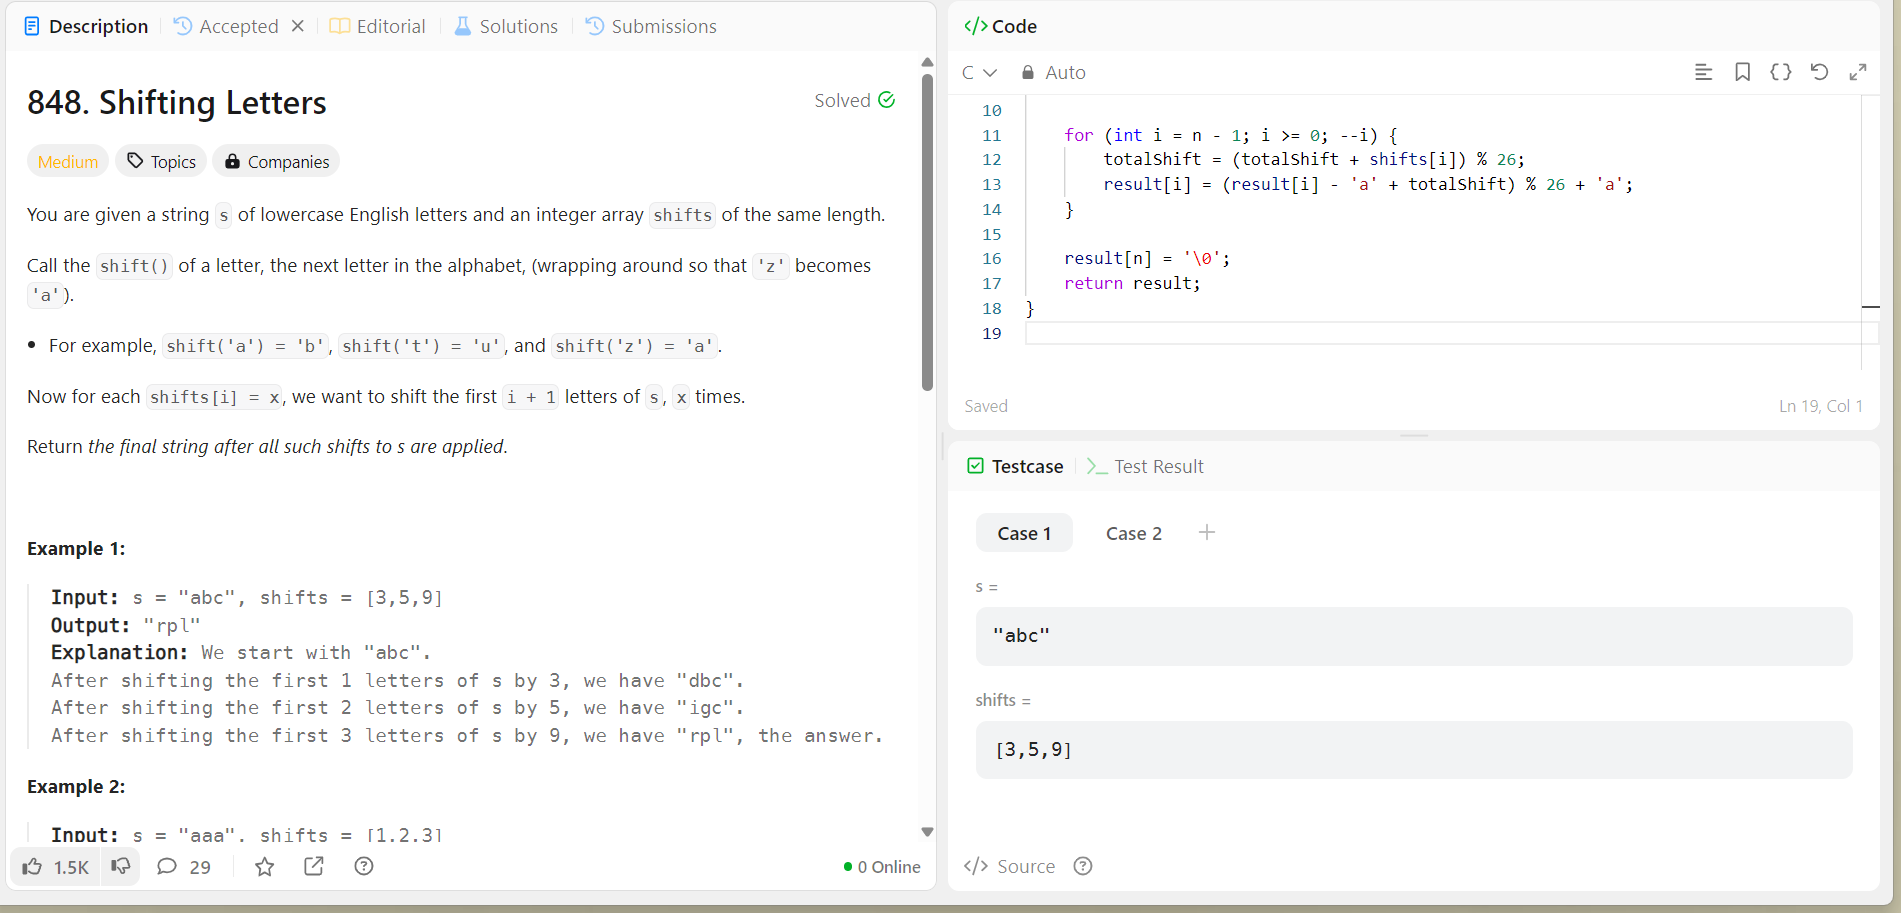 Description
Accepted
Editorial
Solutions
Submissions
848. Shifting Letters
Solved
Medium
Topics
Companies
You are given a string s of lowercase English letters and an integer array shifts of the same length.
Call the shift() of a letter, the next letter in the alphabet, (wrapping around so that 'z' becomes
'a').
• For example, shift('a') = 'b', shift('t') = 'u', and shift('z') = 'a'.
Now for each shifts[i] = x, we want to shift the first i + 1 letters of s, x times.
Return the final string after all such shifts to s are applied.
Example 1:
Input: s = "abc", shifts = [3,5,9]
Output: "rpl"
Explanation: We start with "abc".
After shifting the first 1 letters of s by 3, we have "dbc".
After shifting the first 2 letters of s by 5, we have "igc".
After shifting the first 3 letters of s by 9, we have "rpl", the answer.
Example 2:
Input: s = "aaa", shifts = [1,2,3]
1.5K
29
0 Online
</> Code
C
Auto
10
11 for (int i = n - 1; i >= 0; --i) {
12 totalShift = (totalShift + shifts[i]) % 26;
13 result[i] = (result[i] - 'a' + totalShift) % 26 + 'a';
14 }
15
16 result[n] = '\0';
17 return result;
18 }
19
Saved
Ln 19, Col 1
Testcase
Test Result
Case 1
Case 2
s =
"abc"
shifts =
[3,5,9]
</> Source